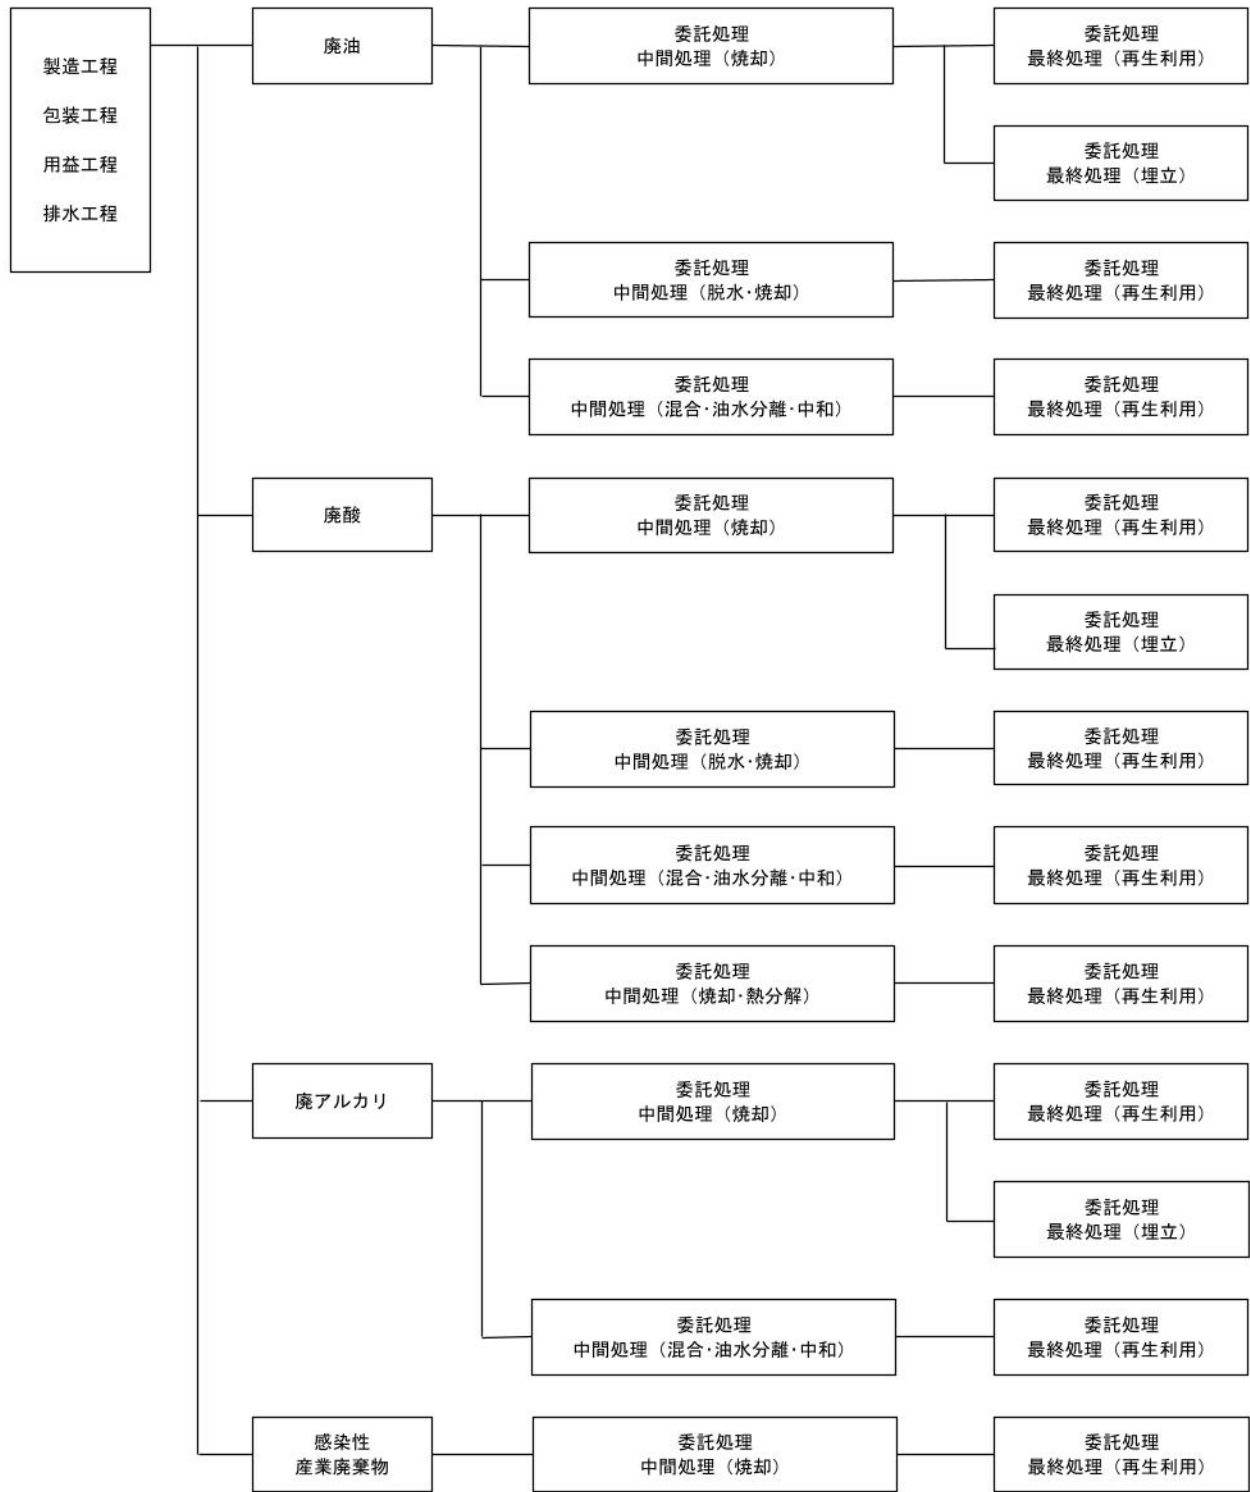 製造工程
包装工程
用益工程
排水工程
廃油
委託処理
中間処理（焼却）
委託処理
最終処理（再生利用）
委託処理
最終処理（埋立）
委託処理
中間処理（脱水・焼却）
委託処理
最終処理（再生利用）
委託処理
中間処理（混合・油水分離・中和）
委託処理
最終処理（再生利用）
廃酸
委託処理
中間処理（焼却）
委託処理
最終処理（再生利用）
委託処理
最終処理（埋立）
委託処理
中間処理（脱水・焼却）
委託処理
最終処理（再生利用）
委託処理
中間処理（混合・油水分離・中和）
委託処理
最終処理（再生利用）
委託処理
中間処理（焼却・熱分解）
委託処理
最終処理（再生利用）
廃アルカリ
委託処理
中間処理（焼却）
委託処理
最終処理（再生利用）
委託処理
最終処理（埋立）
委託処理
中間処理（混合・油水分離・中和）
委託処理
最終処理（再生利用）
感染性
産業廃棄物
委託処理
中間処理（焼却）
委託処理
最終処理（再生利用）